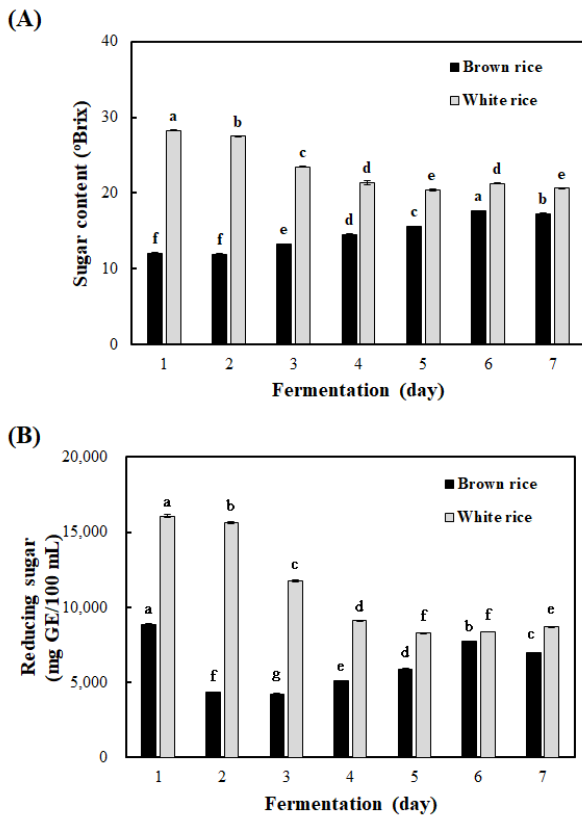 (A)
40
30
20
10
0
Sugar content (ºBrix)
Brown rice
White rice
a b c d e d e
f f e d c a b
1 2 3 4 5 6 7
Fermentation (day)
(B)
20,000
15,000
10,000
5,000
0
Reducing sugar
(mg GE/100 mL)
Brown rice
White rice
a b c d f f e
a f g e d b c
1 2 3 4 5 6 7
Fermentation (day)